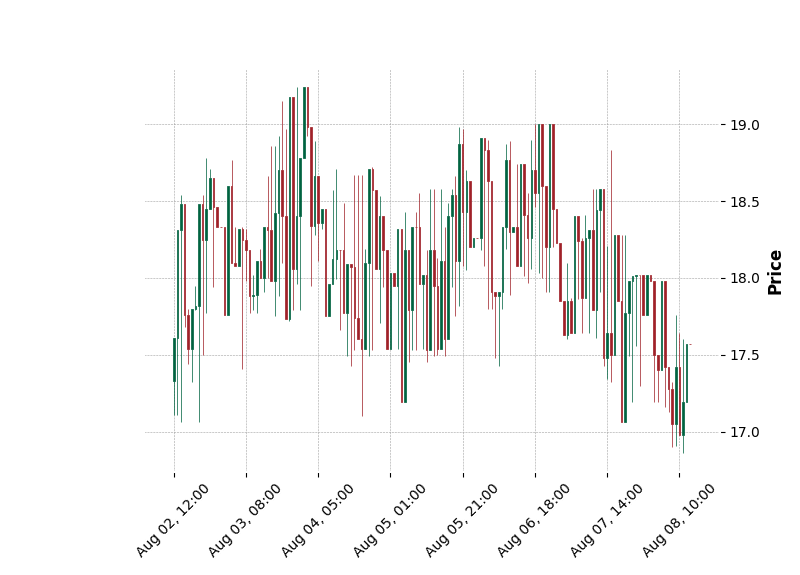 19.0
18.5
18.0
17.5
17.0
Price
Aug 02, 12:00
Aug 03, 08:00
Aug 04, 05:00
Aug 05, 01:00
Aug 05, 21:00
Aug 06, 18:00
Aug 07, 14:00
Aug 08, 10:00